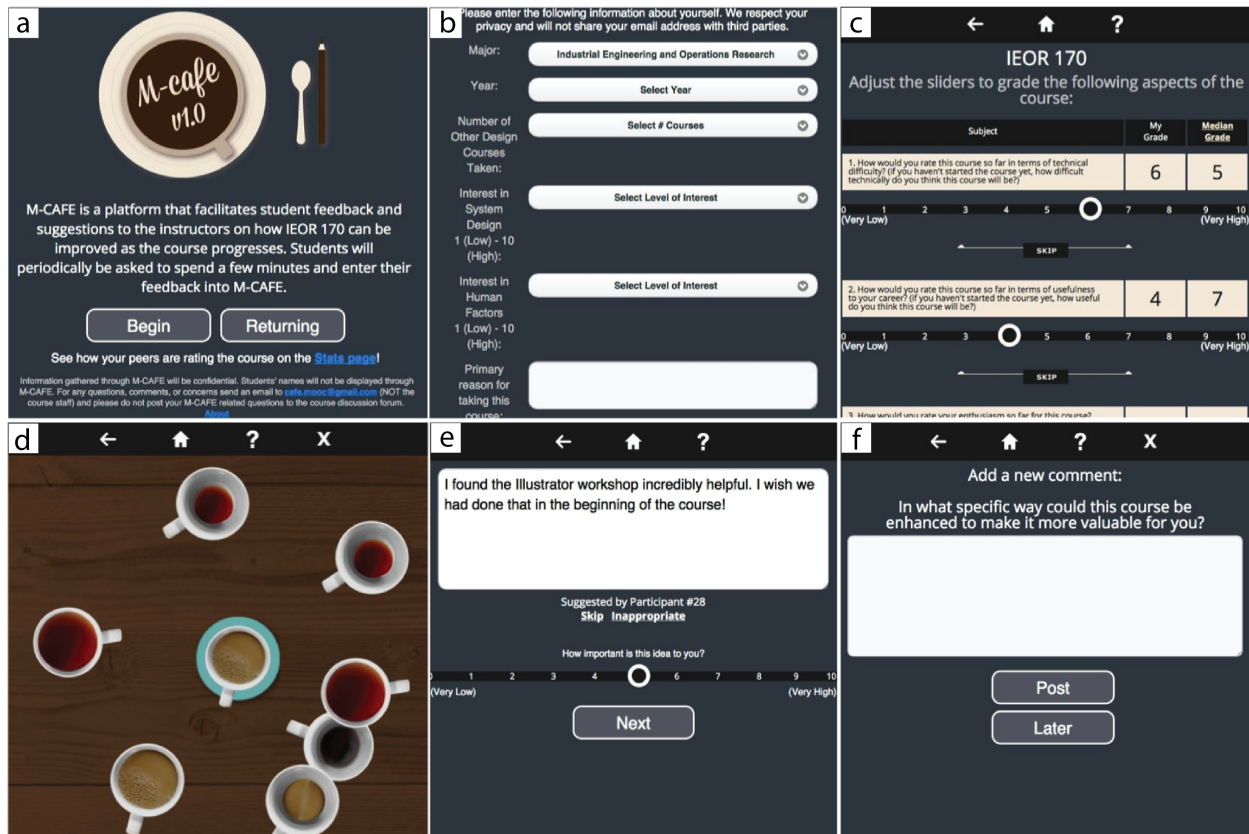 a
M-cafe
v1.0
M-CAFE is a platform that facilitates student feedback and
suggestions to the instructors on how IEOR 170 can be
improved as the course progresses. Students will
periodically be asked to spend a few minutes and enter their
feedback into M-CAFE.
Begin Returning
See how your peers are rating the course on the Stats page!
Information gathered through M-CAFE will be confidential. Students' names will not be displayed through
M-CAFE. For any questions, comments, or concerns send an email to cafe.mooc@gmail.com (NOT the
course staff) and please do not post your M-CAFE related questions to the course discussion forum.
About
b
Please enter the following information about yourself. We respect your
privacy and will not share your email address with third parties.
Major: Industrial Engineering and Operations Research
Year: Select Year
Number of Select # Courses
Other Design
Courses
Taken:
Interest in Select Level of Interest
System
Design
1 (Low) - 10
(High):
Interest in Select Level of Interest
Human
Factors
1 (Low) - 10
(High):
Primary
reason for
taking this
course:
c
?
IEOR 170
Adjust the sliders to grade the following aspects of the
course:
Subject My Grade Median Grade
1. How would you rate this course so far in terms of technical
difficulty? (if you haven't started the course yet, how difficult
technically do you think this course will be?)
6 5
0 1 2 3 4 5 7 8 9 10
(Very Low) (Very High)
SKIP
2. How would you rate this course so far in terms of usefulness
to your career? (if you haven't started the course yet, how useful
do you think this course will be?)
4 7
0 1 2 3 5 6 7 8 9 10
(Very Low) (Very High)
SKIP
3. How would you rate your enthusiasm so far for this course?
d
? X
e
?
I found the Illustrator workshop incredibly helpful. I wish we
had done that in the beginning of the course!
Suggested by Participant #28
Skip Inappropriate
How important is this idea to you?
0 1 2 3 4 6 7 8 9 10
(Very Low) (Very High)
Next
f
? X
Add a new comment:
In what specific way could this course be
enhanced to make it more valuable for you?
Post
Later